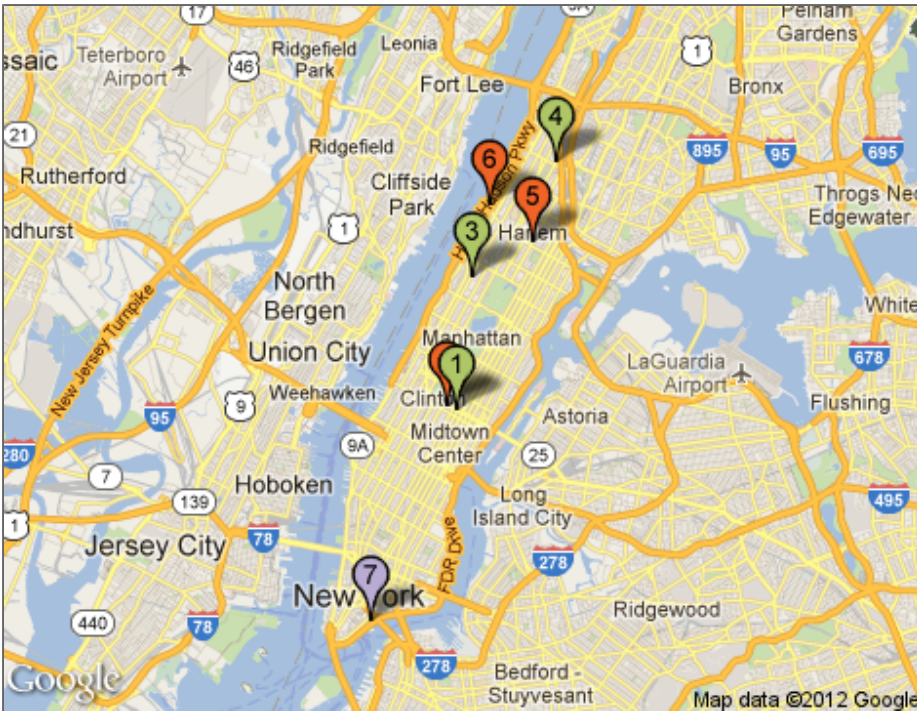 17
Teterboro
Airport
46
Ridgefield
Park
Leonia
9A
1
Pelham
Gardens
ssaic
Fort Lee
Bronx
21
Ridgefield
4
895
95
695
Rutherford
Cliffside
Park
6
Hudson Pkwy
5
Throgs Nec
Edgewater
ndhurst
1
3
Harlem
North
Bergen
New Jersey Turnpike
Manhattan
White
Union City
1
LaGuardia
Airport
678
Weehawken
Clinton
9
95
Astoria
Flushing
280
9A
Midtown
Center
25
7
Hoboken
Long
Island City
495
139
1
78
Jersey City
FDR Drive
278
7
New York
Ridgewood
440
78
278
Bedford -
Stuyvesant
Google
Map data ©2012 Google